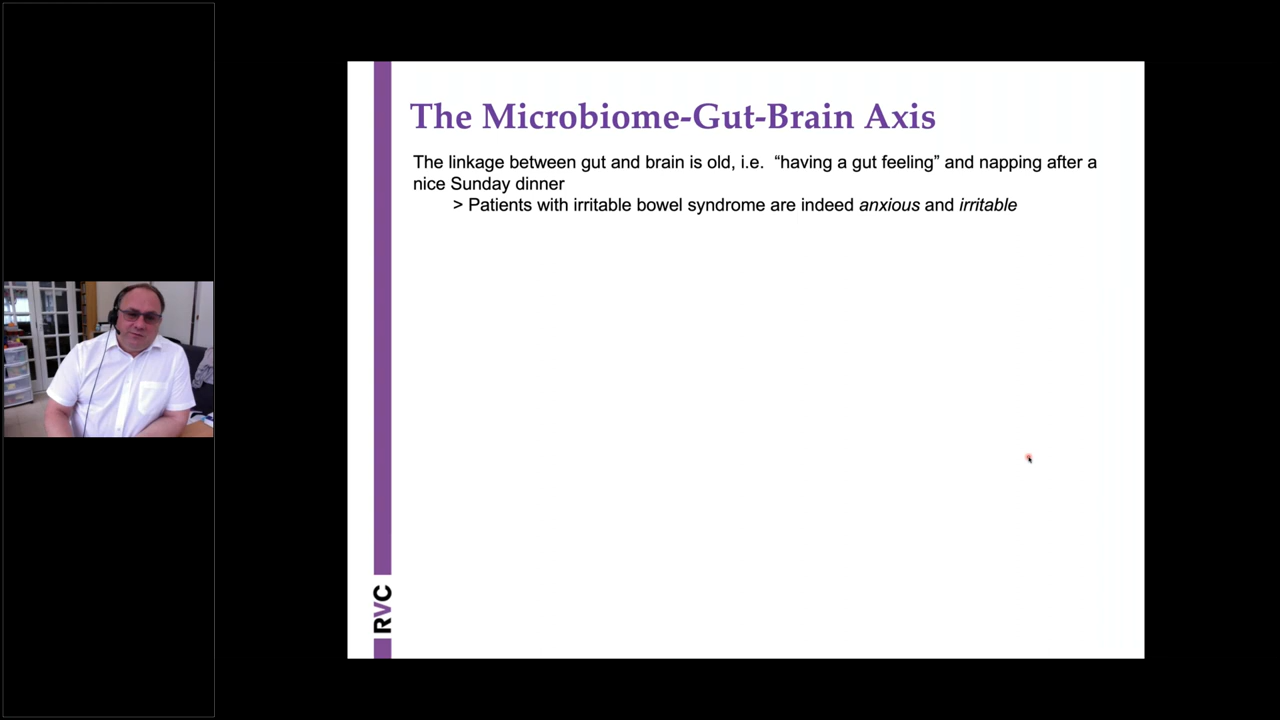 The Microbiome-Gut-Brain Axis
The linkage between gut and brain is old, i.e. “having a gut feeling” and napping after a
nice Sunday dinner
> Patients with irritable bowel syndrome are indeed anxious and irritable
RVC